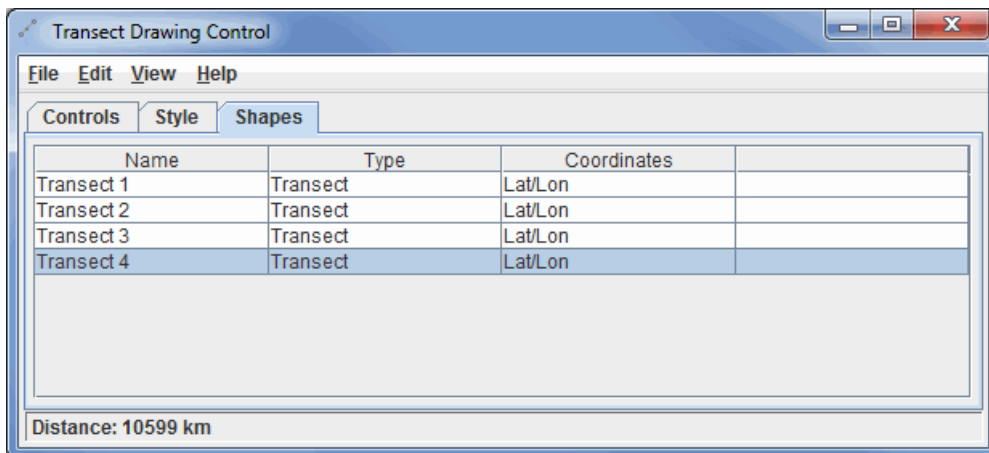 Transect Drawing Control
File Edit View Help
Controls Style Shapes
Name Type Coordinates
Transect 1 Transect Lat/Lon
Transect 2 Transect Lat/Lon
Transect 3 Transect Lat/Lon
Transect 4 Transect Lat/Lon
Distance: 10599 km